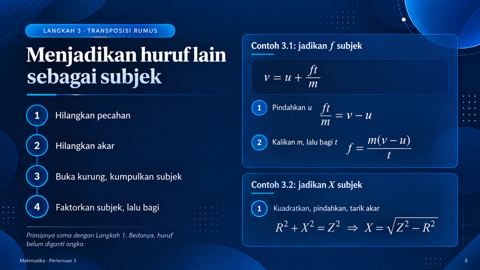 LANGKAH 3 · TRANSPOSISI RUMUS
Menjadikan huruf lain
sebagai subjek
1 Hilangkan pecahan
2 Hilangkan akar
3 Buka kurung, kumpulkan subjek
4 Faktorkan subjek, lalu bagi
Prinsipnya sama dengan Langkah 1. Bedanya, huruf
belum diganti angka.
Contoh 3.1: jadikan f subjek
v = u + ft/m
1 Pindahkan u ft/m = v − u
2 Kalikan m, lalu bagi t f = m(v − u)/t
Contoh 3.2: jadikan X subjek
1 Kuadratkan, pindahkan, tarik akar
R² + X² = Z² ⇒ X = √(Z² − R²)
Matematika · Pertemuan 3
8